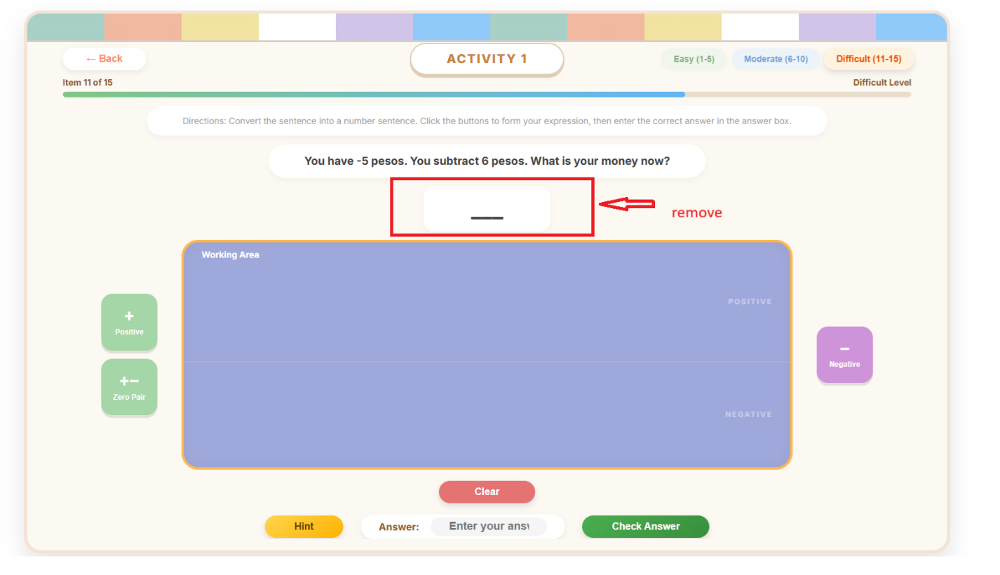 ← Back
ACTIVITY 1
Easy (1-5)
Moderate (6-10)
Difficult (11-15)
Item 11 of 15
Difficult Level
Directions: Convert the sentence into a number sentence. Click the buttons to form your expression, then enter the correct answer in the answer box.
You have -5 pesos. You subtract 6 pesos. What is your money now?
___
remove
Working Area
POSITIVE
+
Positive
−
Negative
+−
Zero Pair
NEGATIVE
Clear
Hint
Answer:
Enter your ans
Check Answer